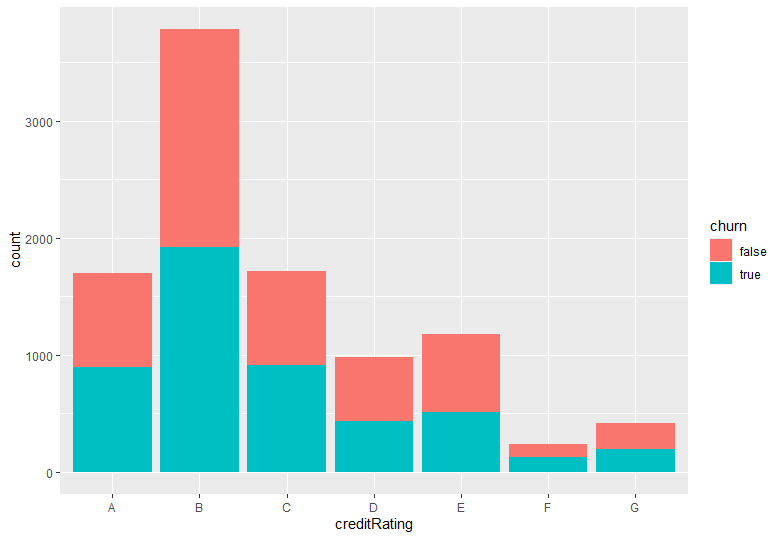 3000
2000
1000
0
count
A B C D E F G
creditRating
churn
false
true